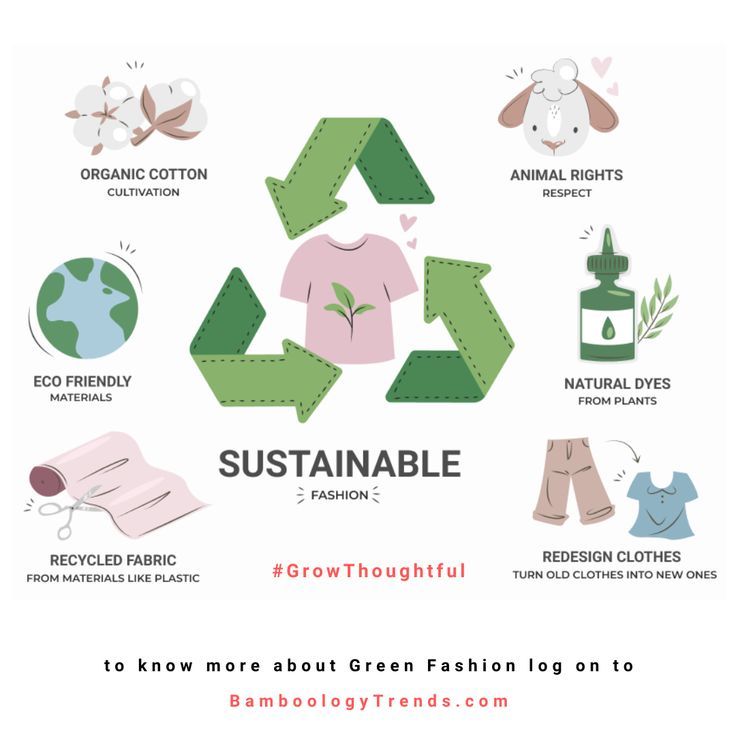 ORGANIC COTTON
CULTIVATION
ANIMAL RIGHTS
RESPECT
ECO FRIENDLY
MATERIALS
NATURAL DYES
FROM PLANTS
SUSTAINABLE
FASHION
RECYCLED FABRIC
FROM MATERIALS LIKE PLASTIC
#GrowThoughtful
REDESIGN CLOTHES
TURN OLD CLOTHES INTO NEW ONES
to know more about Green Fashion log on to
BamboologyTrends.com